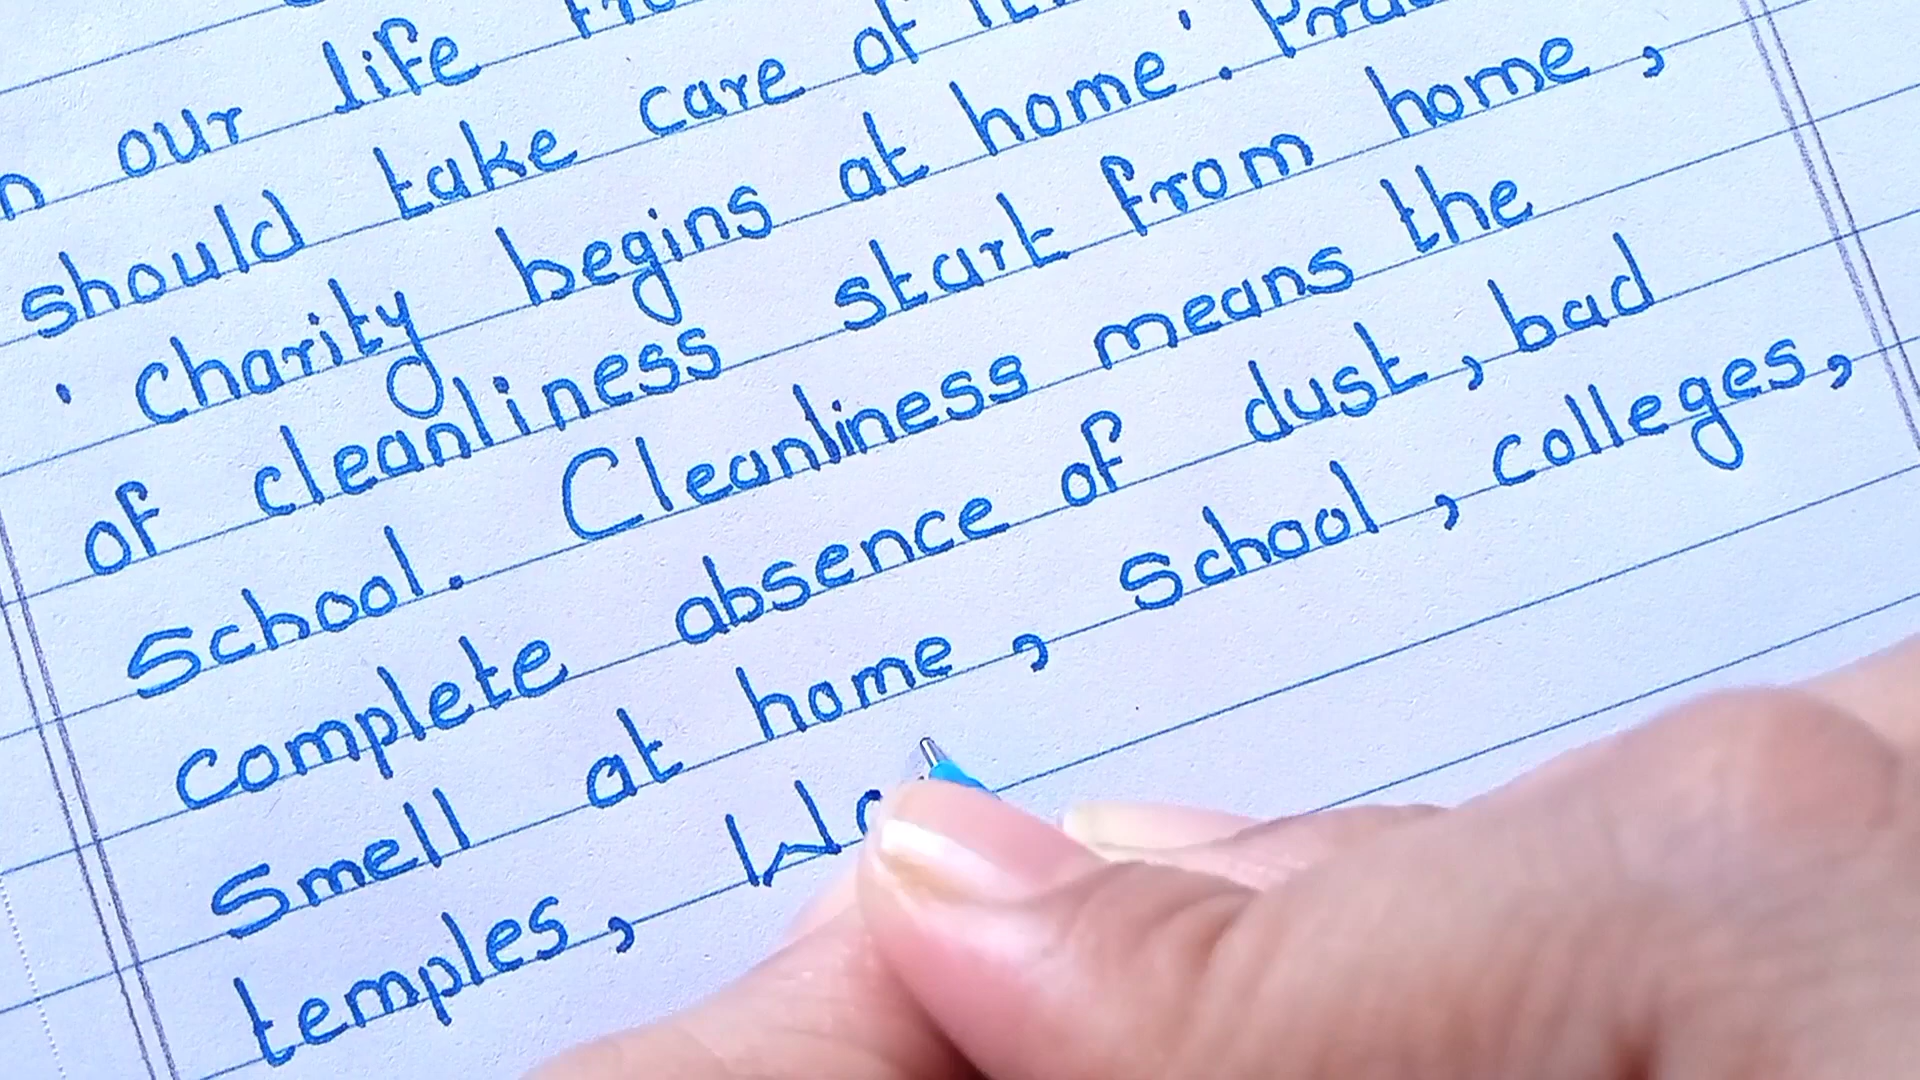 our life
should take care of
' charity begins at home'.
of cleanliness start from home,
School. Cleanliness means the
complete absence of dust, bad
Smell at home, School, colleges,
temples,